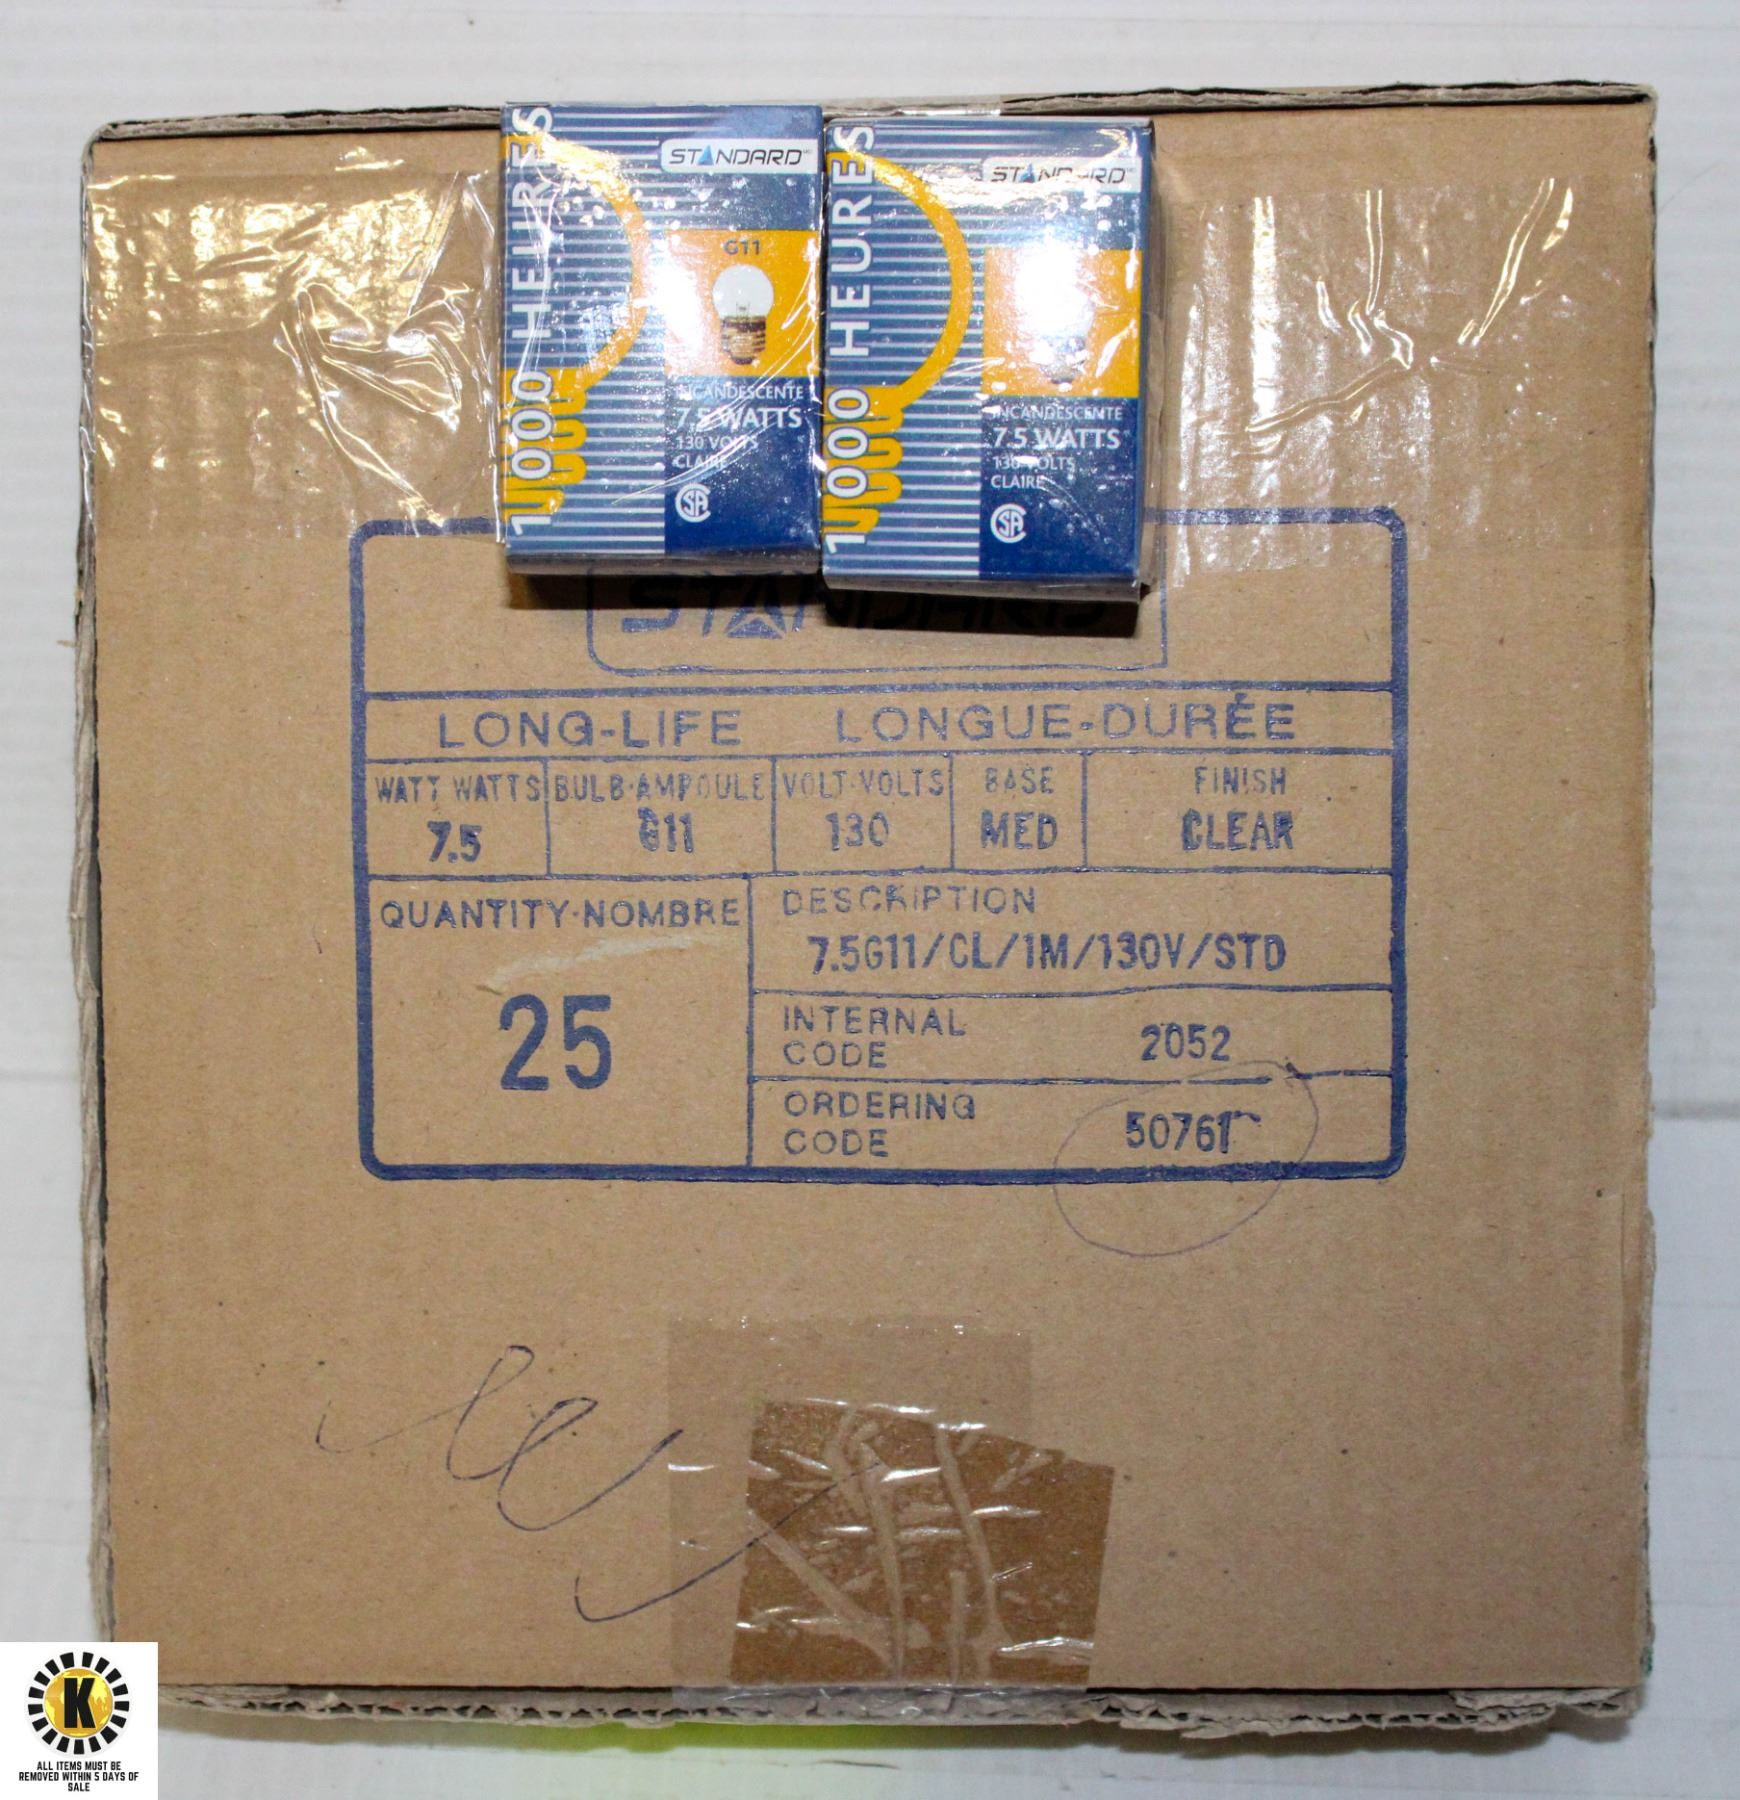 1000 HEURES
STANDARD
G11
INCANDESCENTE
7.5 WATTS
130 VOLTS
CLAIRE
1000 HEURES
STANDARD
INCANDESCENTE
7.5 WATTS
130 VOLTS
CLAIRE
STANDARD
LONG-LIFE LONGUE-DURÉE
WATT WATTS BULB·AMPOULE VOLT·VOLTS BASE FINISH
7.5 G11 130 MED CLEAR
QUANTITY·NOMBRE
25
DESCRIPTION
7.5G11/CL/1M/130V/STD
INTERNAL CODE 2052
ORDERING CODE 50761
K
ALL ITEMS MUST BE
REMOVED WITHIN 5 DAYS OF
SALE